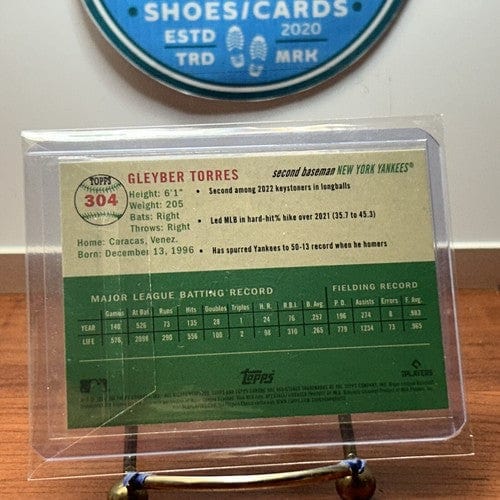 SHOES/CARDS
ESTD 2020
TRD MRK
TOPPS
304
GLEYBER TORRES
second baseman NEW YORK YANKEES®
Height: 6'1"
Weight: 205
Bats: Right
Throws: Right
Home: Caracas, Venez.
Born: December 13, 1996
• Second among 2022 keystoners in longballs
• Led MLB in hard-hit% hike over 2021 (35.7 to 45.3)
• Has spurred Yankees to 50-13 record when he homers
MAJOR LEAGUE BATTING RECORD FIELDING RECORD
Games At Bat Runs Hits Doubles Triples H.R. R.B.I. B. Avg. P.O. Assists Errors F. Avg.
YEAR 140 526 73 135 28 1 24 76 .257 196 274 8 .983
LIFE 576 2090 290 98 310 .265 779 1254 73 .965
Topps
PLAYERS